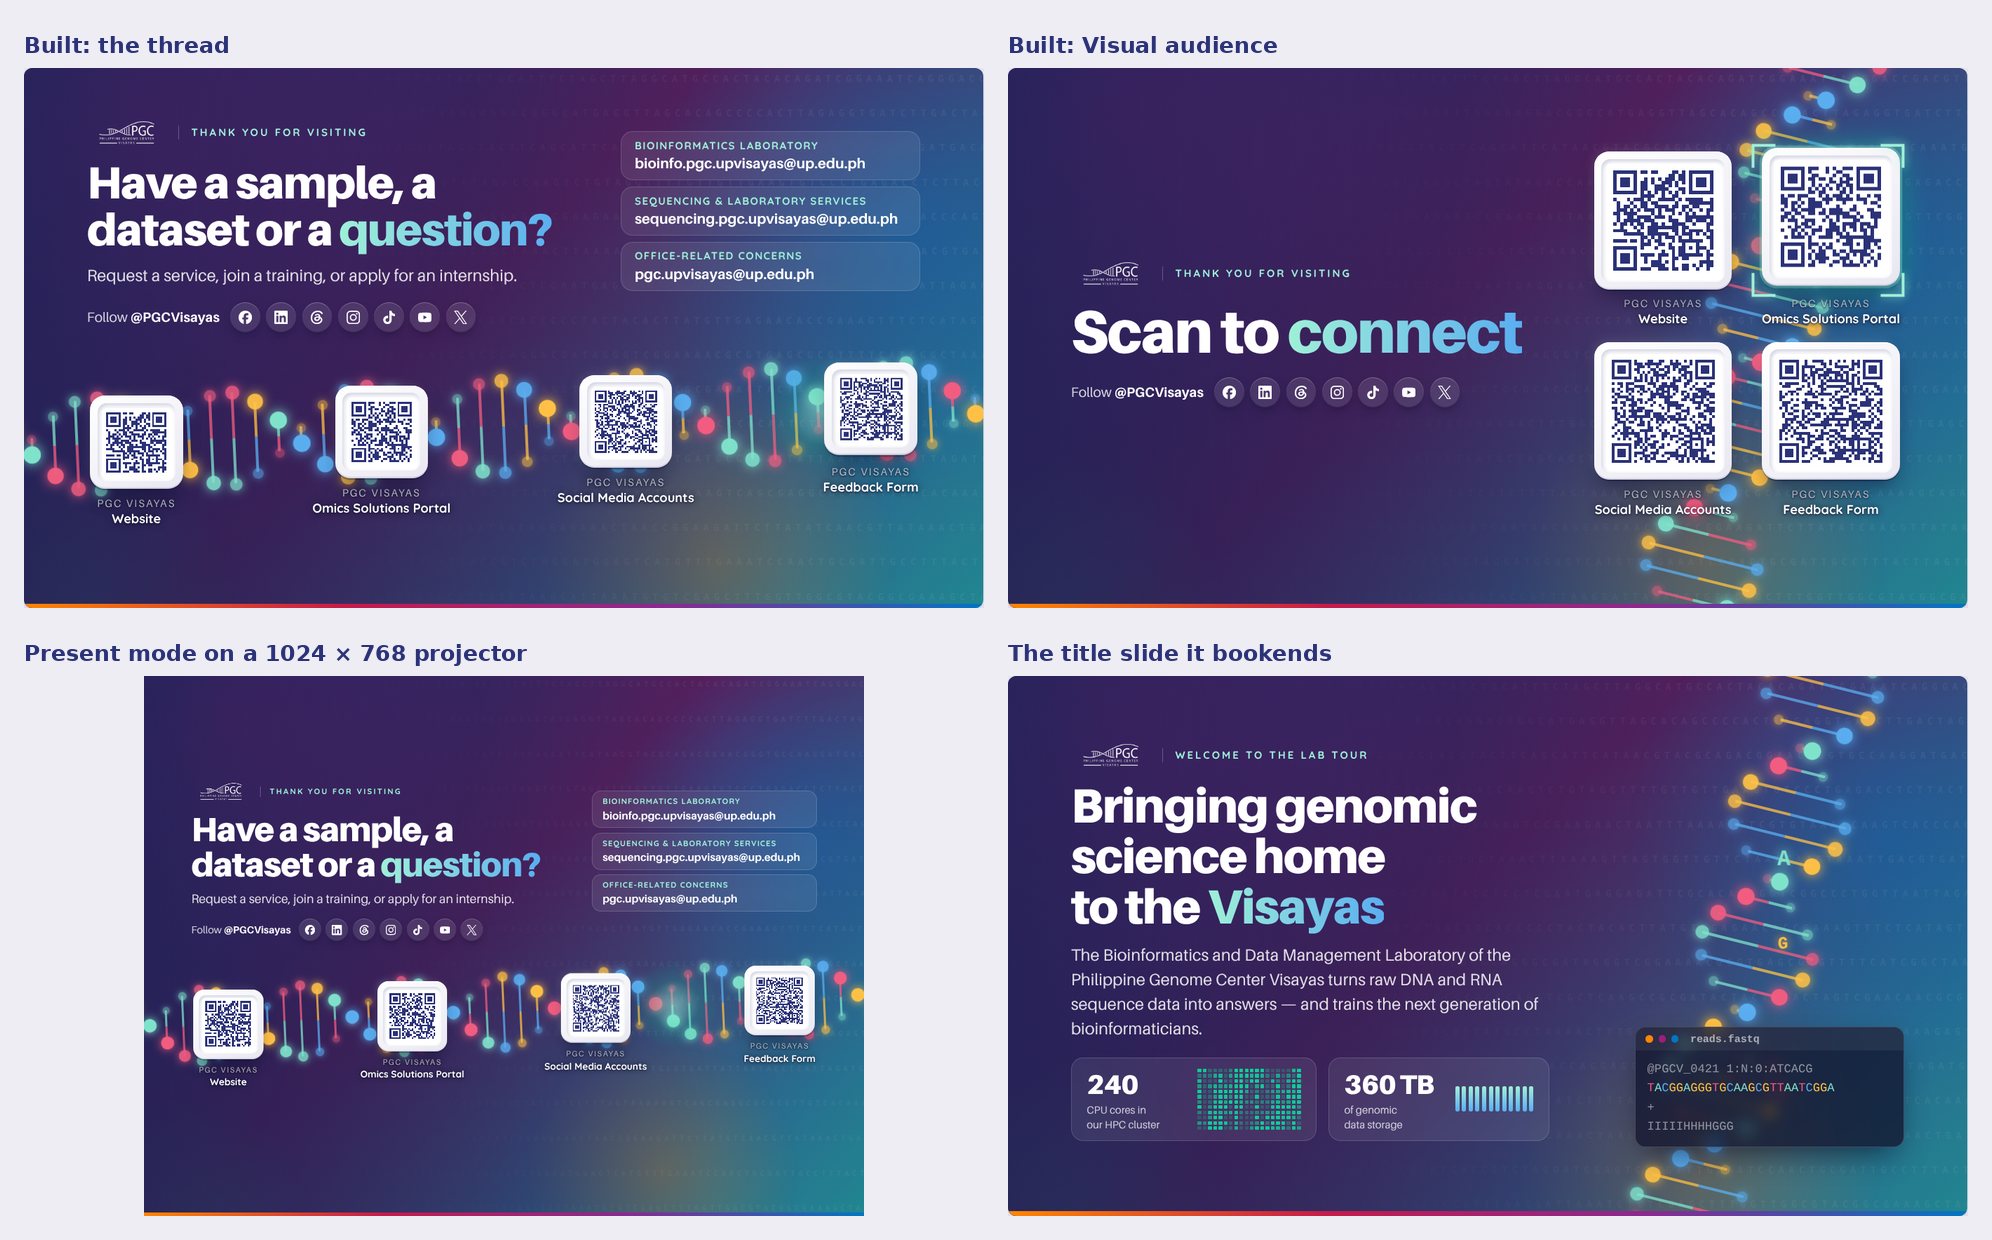 Built: the thread
PGC
THANK YOU FOR VISITING
Have a sample, a
dataset or a question?
Request a service, join a training, or apply for an internship.
Follow @PGCVisayas
BIOINFORMATICS LABORATORY
bioinfo.pgc.upvisayas@up.edu.ph
SEQUENCING & LABORATORY SERVICES
sequencing.pgc.upvisayas@up.edu.ph
OFFICE-RELATED CONCERNS
pgc.upvisayas@up.edu.ph
PGC VISAYAS
Website
PGC VISAYAS
Omics Solutions Portal
PGC VISAYAS
Social Media Accounts
PGC VISAYAS
Feedback Form
Built: Visual audience
PGC
THANK YOU FOR VISITING
Scan to connect
Follow @PGCVisayas
PGC VISAYAS
Website
PGC VISAYAS
Omics Solutions Portal
PGC VISAYAS
Social Media Accounts
PGC VISAYAS
Feedback Form
Present mode on a 1024 × 768 projector
PGC
THANK YOU FOR VISITING
Have a sample, a
dataset or a question?
Request a service, join a training, or apply for an internship.
Follow @PGCVisayas
BIOINFORMATICS LABORATORY
bioinfo.pgc.upvisayas@up.edu.ph
SEQUENCING & LABORATORY SERVICES
sequencing.pgc.upvisayas@up.edu.ph
OFFICE-RELATED CONCERNS
pgc.upvisayas@up.edu.ph
PGC VISAYAS
Website
PGC VISAYAS
Omics Solutions Portal
PGC VISAYAS
Social Media Accounts
PGC VISAYAS
Feedback Form
The title slide it bookends
PGC
WELCOME TO THE LAB TOUR
Bringing genomic
science home
to the Visayas
The Bioinformatics and Data Management Laboratory of the
Philippine Genome Center Visayas turns raw DNA and RNA
sequence data into answers — and trains the next generation of
bioinformaticians.
240
CPU cores in
our HPC cluster
360 TB
of genomic
data storage
A
G
reads.fastq
@PGCV_0421 1:N:0:ATCACG
TACGGAGGGTGCAAGCGTTAATCGGA
+
IIIIIHHHHGGG